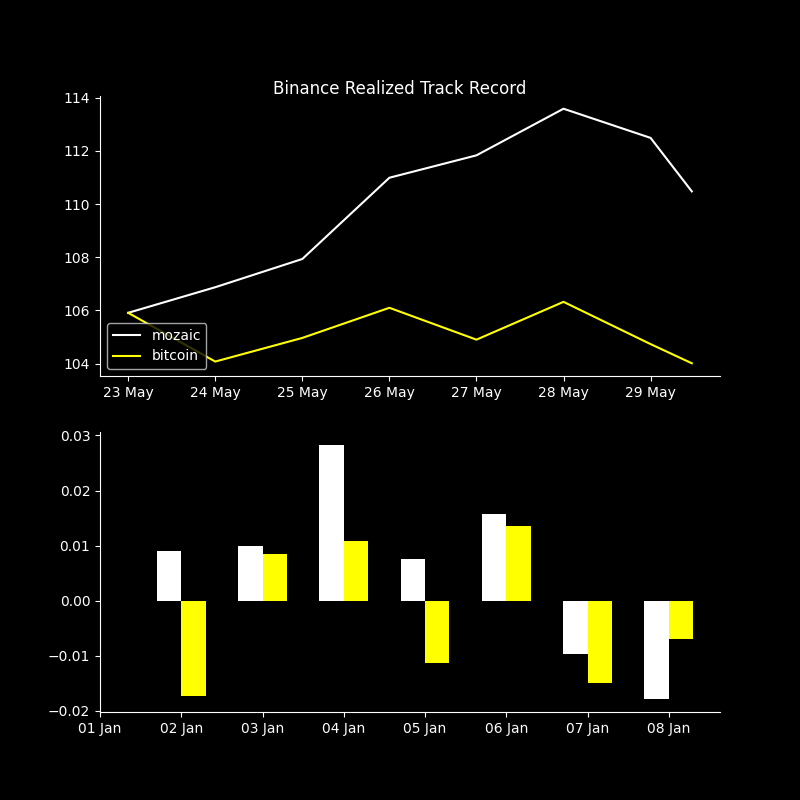 Binance Realized Track Record
114
112
110
108
106
104
mozaic
bitcoin
23 May 24 May 25 May 26 May 27 May 28 May 29 May
0.03
0.02
0.01
0.00
−0.01
−0.02
01 Jan 02 Jan 03 Jan 04 Jan 05 Jan 06 Jan 07 Jan 08 Jan